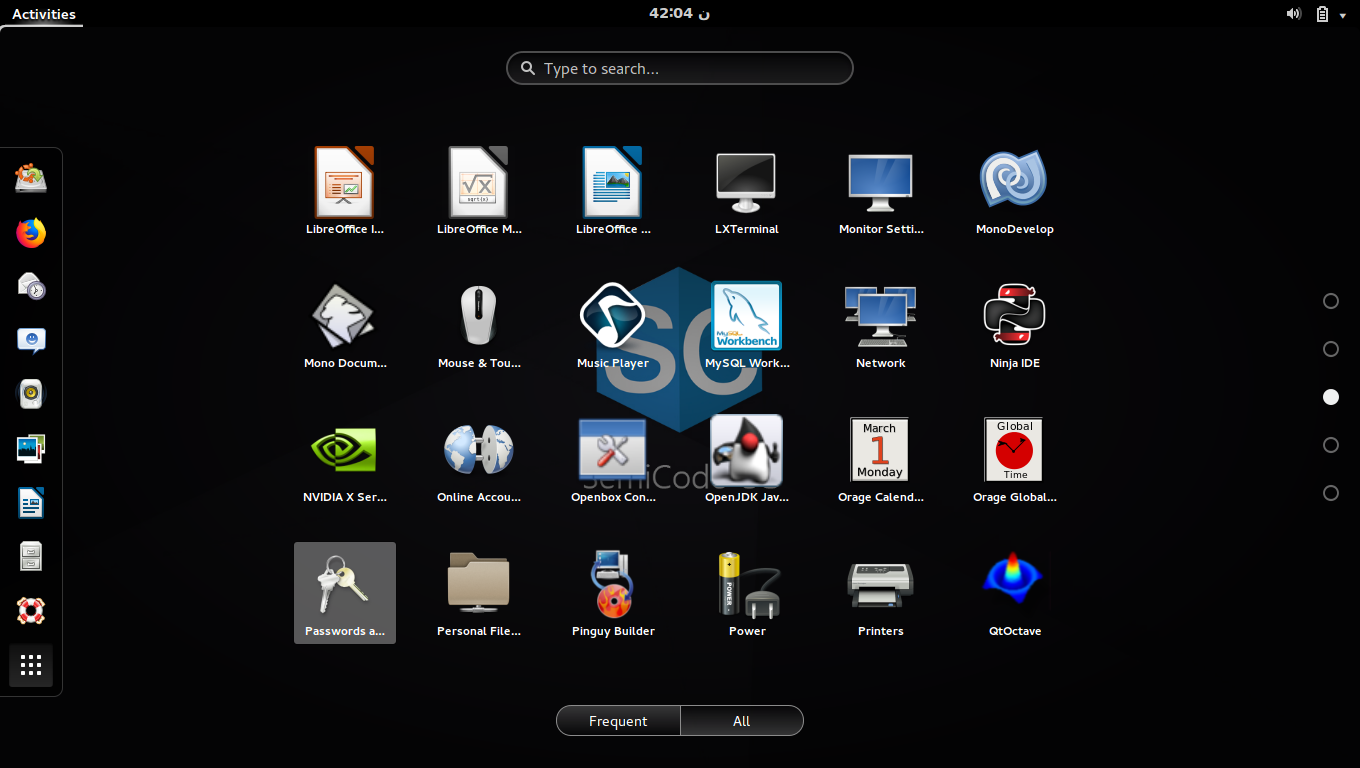 Activities
42:04 ن
Type to search...
LibreOffice I...
LibreOffice M...
LibreOffice ...
LXTerminal
Monitor Setti...
MonoDevelop
Mono Docum...
Mouse & Tou...
Music Player
MySQL Work...
Network
Ninja IDE
NVIDIA X Ser...
Online Accou...
Openbox Con...
OpenJDK Jav...
Orage Calend...
Orage Global...
Passwords a...
Personal File...
Pinguy Builder
Power
Printers
QtOctave
Frequent
All
√x
sqrt(x)
MySQL
Workbench
SC
March
1
Monday
Global
Time
POWER